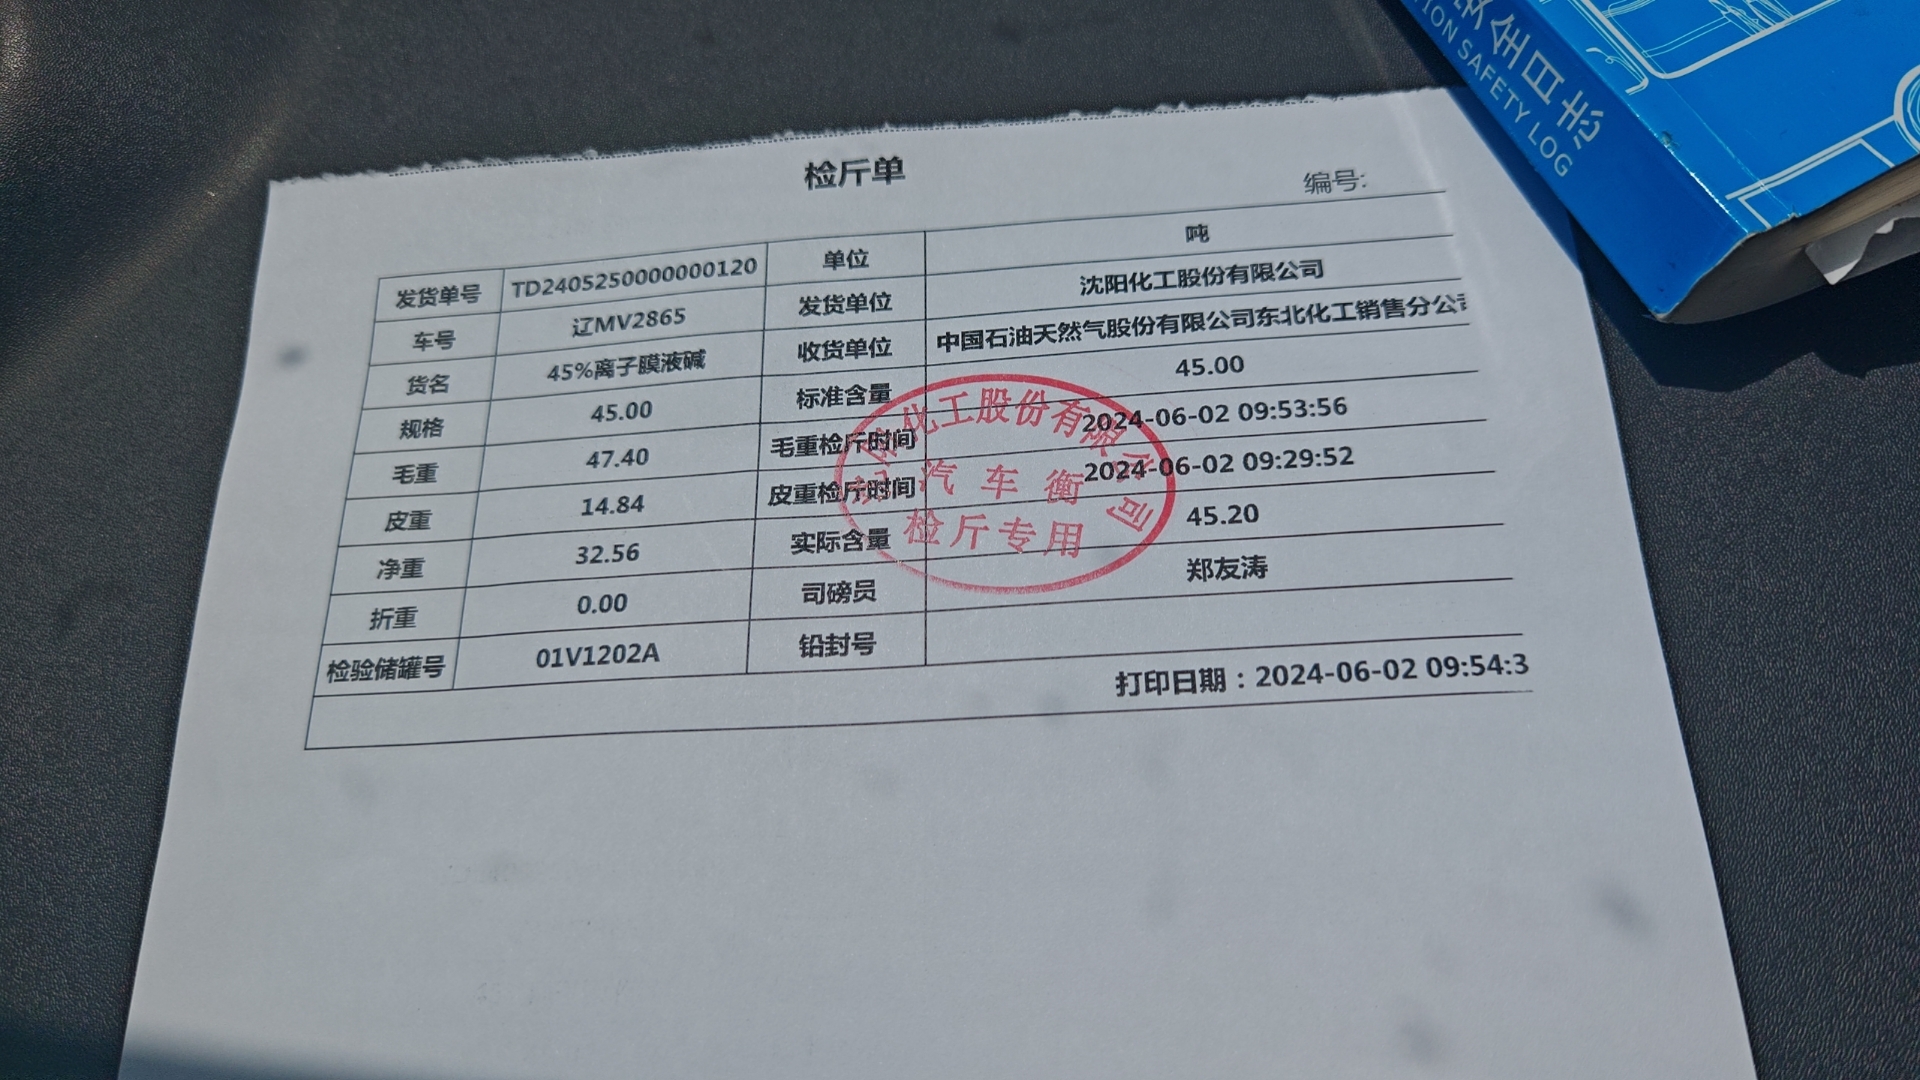 检斤单
编号:
发货单号 TD2405250000000120 单位 吨
车号 辽MV2865 发货单位 沈阳化工股份有限公司
货名 45%离子膜液碱 收货单位 中国石油天然气股份有限公司东北化工销售分公
规格 45.00 标准含量 45.00
毛重 47.40 毛重检斤时间 2024-06-02 09:53:56
皮重 14.84 皮重检斤时间 2024-06-02 09:29:52
净重 32.56 实际含量 45.20
折重 0.00 司磅员 郑友涛
检验储罐号 01V1202A 铅封号
打印日期：2024-06-02 09:54:3
化工股份有限公司
汽车衡
检斤专用
安全日志
ION SAFETY LOG